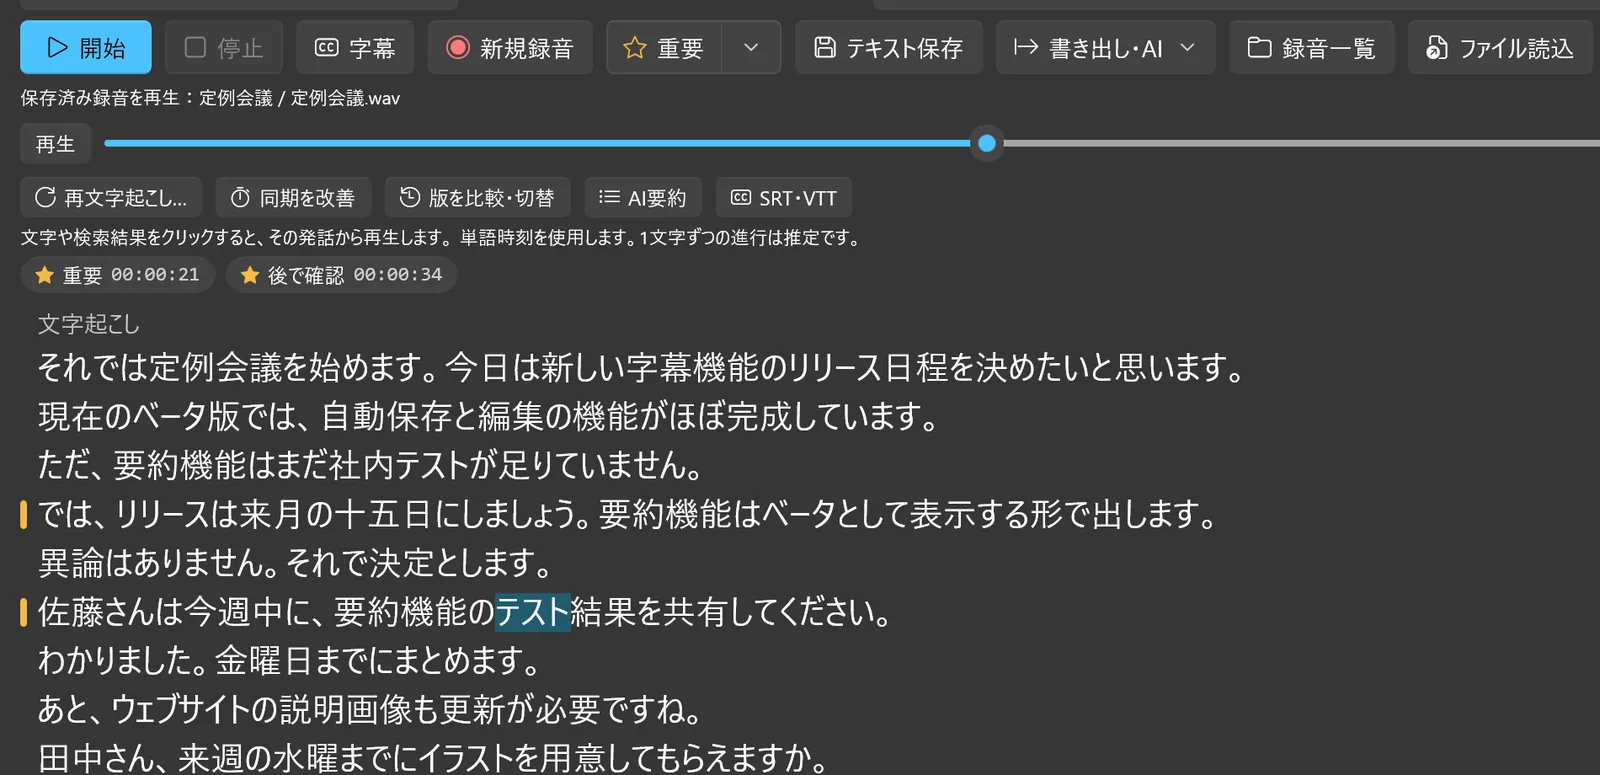 開始 停止 字幕 新規録音 重要 テキスト保存 書き出し・AI 録音一覧 ファイル読込
保存済み録音を再生：定例会議 / 定例会議.wav
再生
再文字起こし... 同期を改善 版を比較・切替 AI要約 SRT・VTT
文字や検索結果をクリックすると、その発話から再生します。単語時刻を使用します。1文字ずつの進行は推定です。
重要 00:00:21 後で確認 00:00:34
文字起こし
それでは定例会議を始めます。今日は新しい字幕機能のリリース日程を決めたいと思います。
現在のベータ版では、自動保存と編集の機能がほぼ完成しています。
ただ、要約機能はまだ社内テストが足りていません。
では、リリースは来月の十五日にしましょう。要約機能はベータとして表示する形で出します。
異論はありません。それで決定とします。
佐藤さんは今週中に、要約機能のテスト結果を共有してください。
わかりました。金曜日までにまとめます。
あと、ウェブサイトの説明画像も更新が必要ですね。
田中さん、来週の水曜までにイラストを用意してもらえますか。